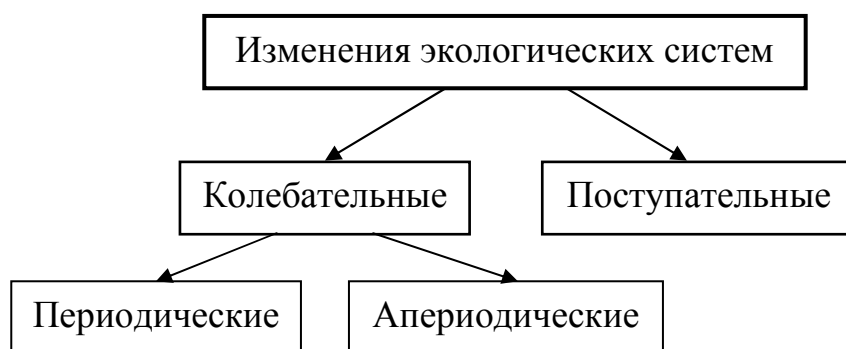 Изменения экологических систем
Колебательные
Поступательные
Периодические
Апериодические